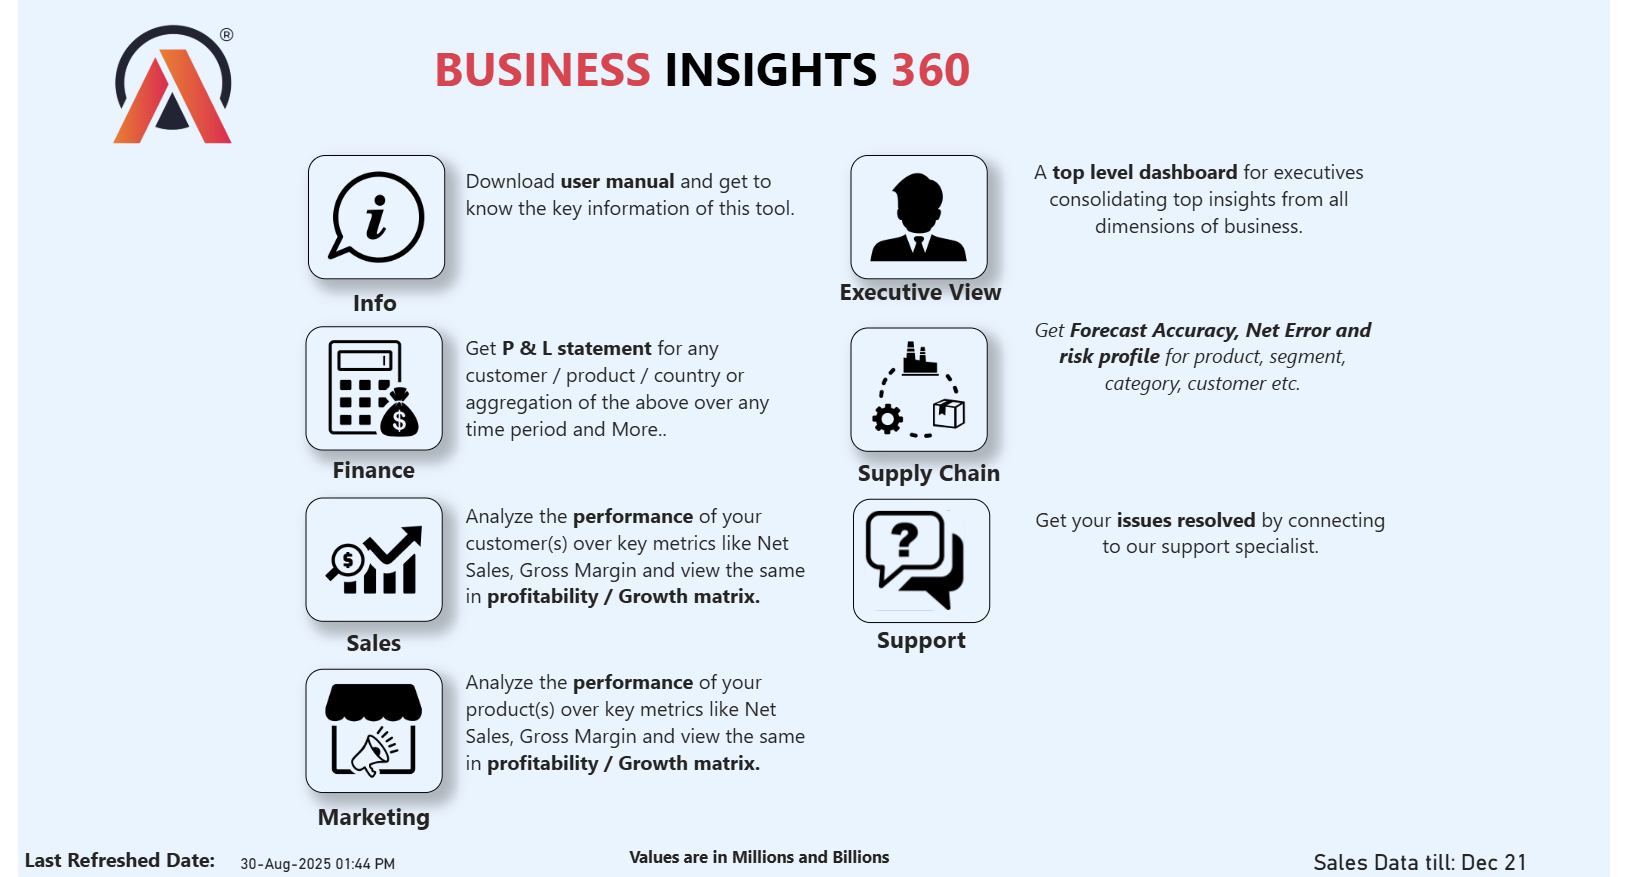 ®
BUSINESS INSIGHTS 360
i
Download user manual and get to
know the key information of this tool.
Info
$
Get P & L statement for any
customer / product / country or
aggregation of the above over any
time period and More..
Finance
$
Analyze the performance of your
customer(s) over key metrics like Net
Sales, Gross Margin and view the same
in profitability / Growth matrix.
Sales
Analyze the performance of your
product(s) over key metrics like Net
Sales, Gross Margin and view the same
in profitability / Growth matrix.
Marketing
A top level dashboard for executives
consolidating top insights from all
dimensions of business.
Executive View
Get Forecast Accuracy, Net Error and
risk profile for product, segment,
category, customer etc.
Supply Chain
?
Get your issues resolved by connecting
to our support specialist.
Support
Last Refreshed Date: 30-Aug-2025 01:44 PM
Values are in Millions and Billions
Sales Data till: Dec 21